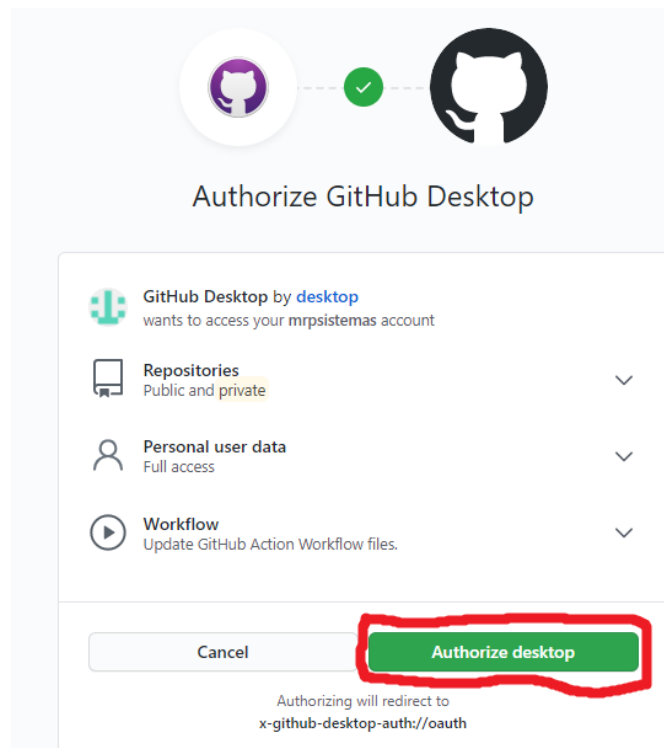 Authorize GitHub Desktop
GitHub Desktop by desktop
wants to access your mrpsistemas account
Repositories
Public and private
Personal user data
Full access
Workflow
Update GitHub Action Workflow files.
Cancel
Authorize desktop
Authorizing will redirect to
x-github-desktop-auth://oauth